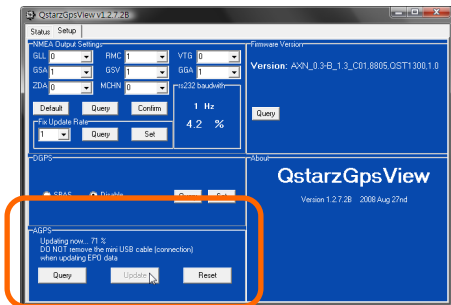 QstarzGpsView v1.2.7.2B
Status Setup
NMEA Output Settings
GLL 0 RMC 1 VTG 0
GSA 1 GSV 1 GGA 1
ZDA 0 MCHN 0
rs232 baudwith
1 Hz
4.2 %
Default Query Confirm
Fix Update Rate
1 Query Set
Firmware Version
Version: AXN_0.3-B_1.3_C01,8805,QST1300,1.0
Query
DGPS
SBAS Disable Query Set
AGPS
Updating now... 71 %
DO NOT remove the mini USB cable (connection)
when updating EPO data
Query Update Reset
About
QstarzGpsView
Version 1.2.7.2B 2008 Aug 27nd